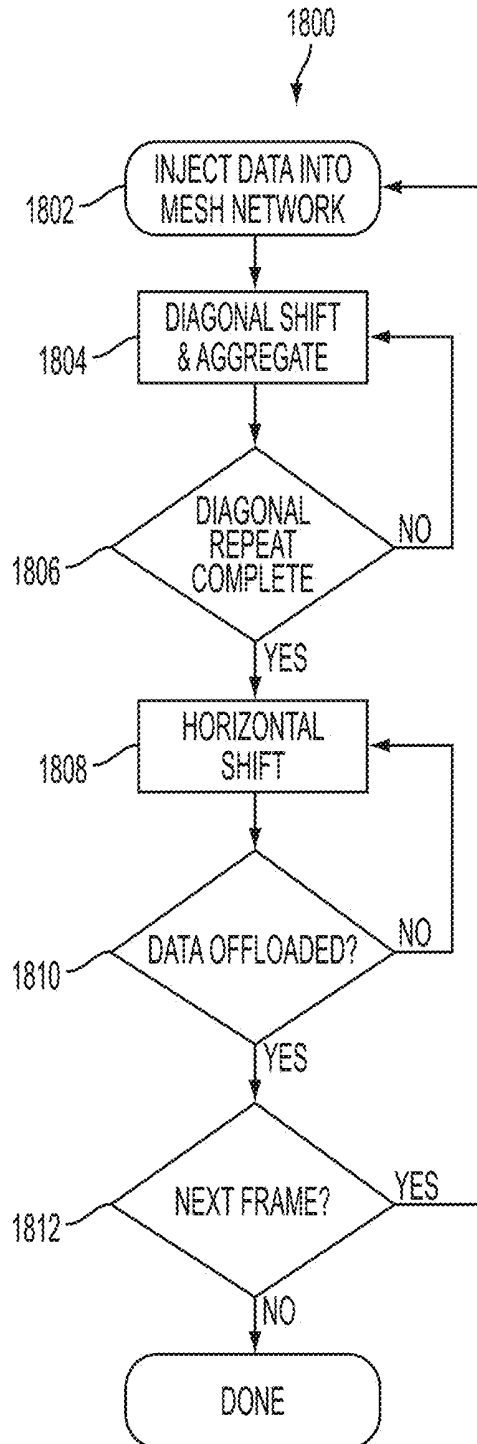 1800
INJECT DATA INTO
MESH NETWORK
1802
DIAGONAL SHIFT
& AGGREGATE
1804
DIAGONAL
REPEAT
COMPLETE
NO
1806
YES
HORIZONTAL
SHIFT
1808
DATA OFFLOADED?
NO
1810
YES
NEXT FRAME?
YES
1812
NO
DONE